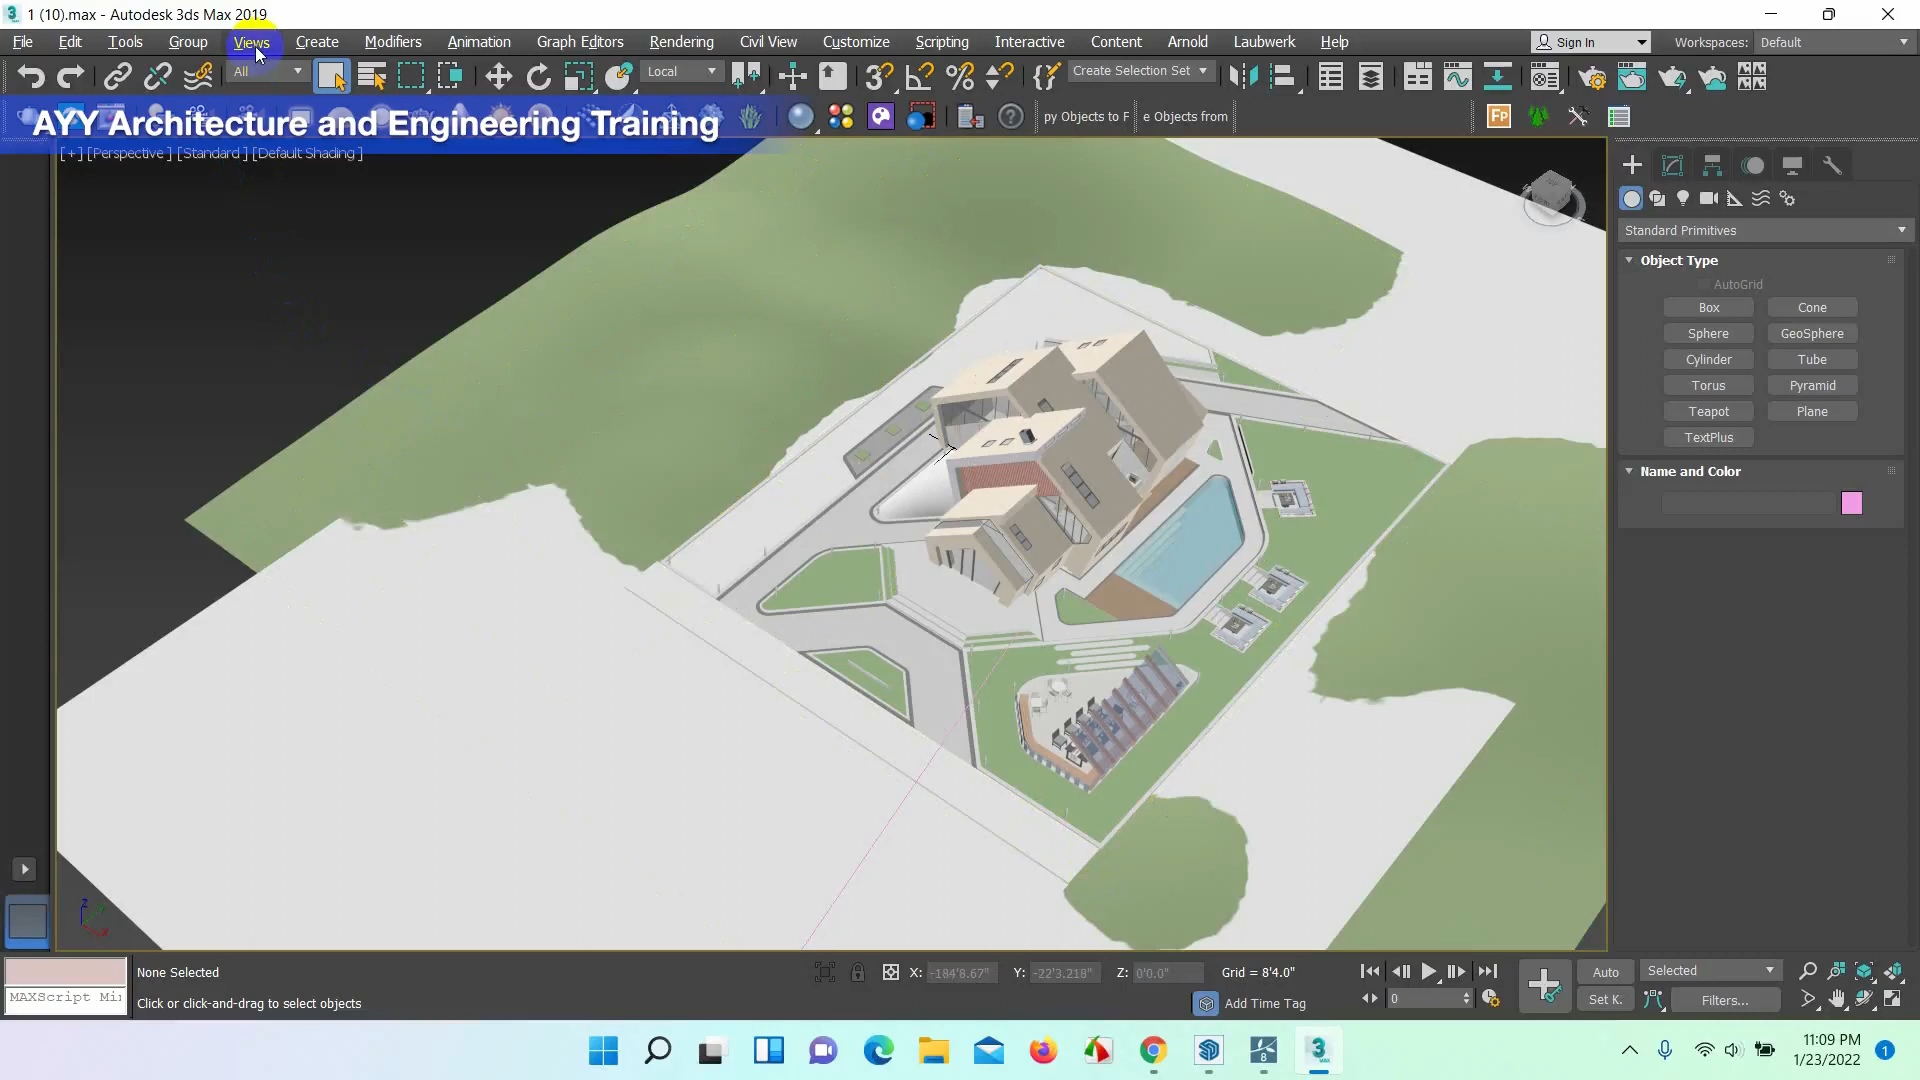 1 (10).max - Autodesk 3ds Max 2019
File Edit Tools Group Views Create Modifiers Animation Graph Editors Rendering Civil View Customize Scripting Interactive Content Arnold Laubwerk Help Sign In Workspaces: Default
All Local Create Selection Set
AYY Architecture and Engineering Training
py Objects to F e Objects from Fp
[+] [Perspective ] [Standard ] [Default Shading ]
Standard Primitives
Object Type
AutoGrid
Box Cone
Sphere GeoSphere
Cylinder Tube
Torus Pyramid
Teapot Plane
TextPlus
Name and Color
None Selected X: -184'8.67" Y: -22'3.218" Z: 0'0.0" Grid = 8'4.0" Auto Selected
MAXScript Mi Click or click-and-drag to select objects Add Time Tag 0 Set K. Filters...
11:09 PM
1/23/2022 1